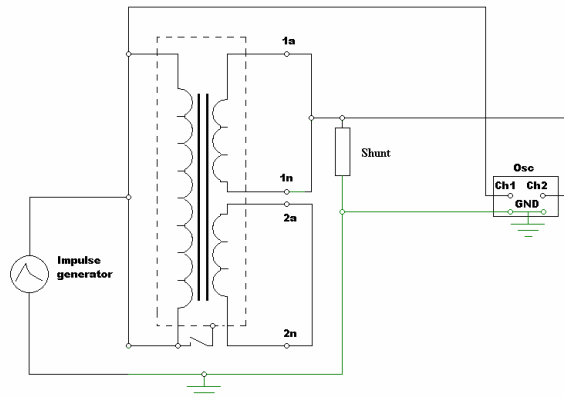 1a
Shunt
Osc
Ch1 Ch2
GND
1n
2a
Impulse
generator
2n